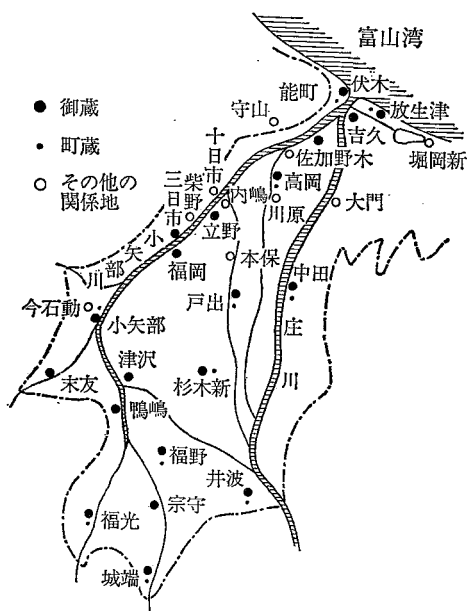 富山湾
● 御蔵
• 町蔵
○ その他の
関係地
能町
伏木
放生津
守山
吉久
堀岡新
佐加野
木
高岡
川原
大門
十日市
柴野
三日市
内嶋
立野
小矢部川
福岡
本保
中田
戸出
庄川
今石動
小矢部
末友
津沢
杉木新
鴨嶋
福野
井波
宗守
福光
城端